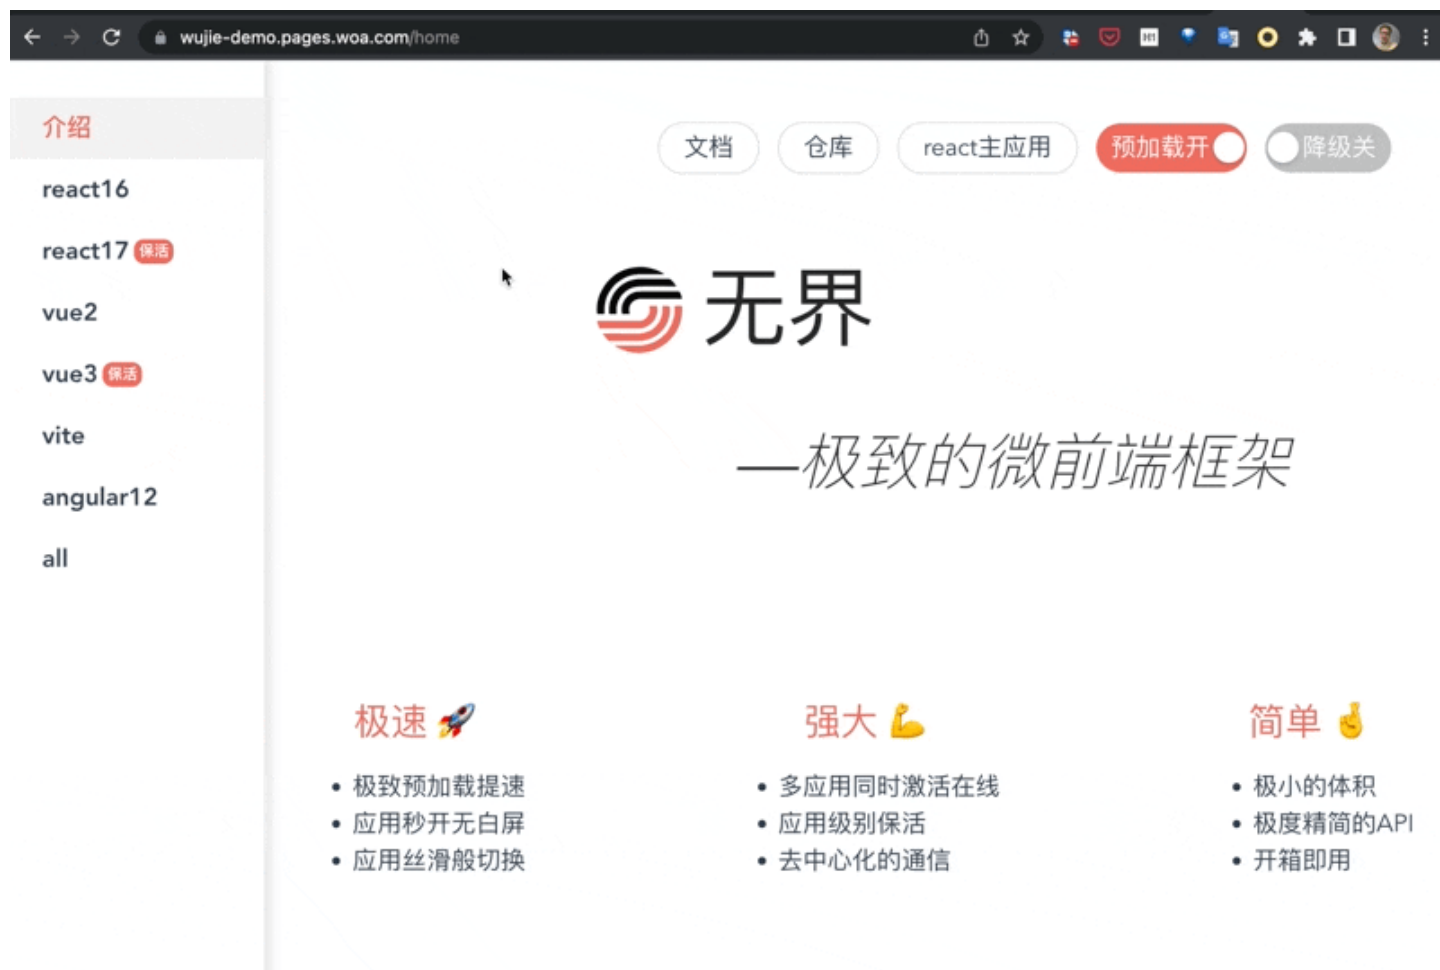 wujie-demo.pages.woa.com/home
介绍
react16
react17 保活
vue2
vue3 保活
vite
angular12
all
文档 仓库 react主应用 预加载开 降级关
无界
—极致的微前端框架
极速🚀
极致预加载提速
应用秒开无白屏
应用丝滑般切换
强大💪
多应用同时激活在线
应用级别保活
去中心化的通信
简单🤞
极小的体积
极度精简的API
开箱即用